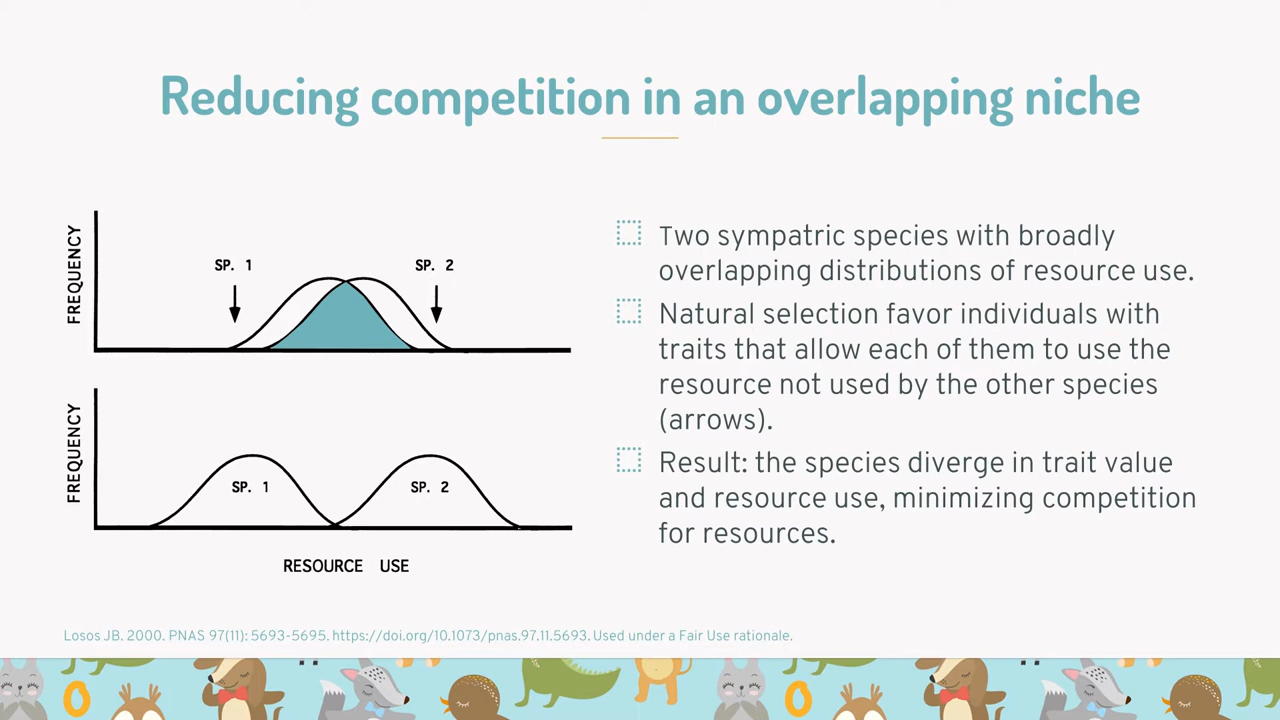 Reducing competition in an overlapping niche
FREQUENCY
SP. 1
SP. 2
FREQUENCY
SP. 1
SP. 2
RESOURCE USE
Two sympatric species with broadly
overlapping distributions of resource use.
Natural selection favor individuals with
traits that allow each of them to use the
resource not used by the other species
(arrows).
Result: the species diverge in trait value
and resource use, minimizing competition
for resources.
Losos JB. 2000. PNAS 97(11): 5693-5695. https://doi.org/10.1073/pnas.97.11.5693. Used under a Fair Use rationale.